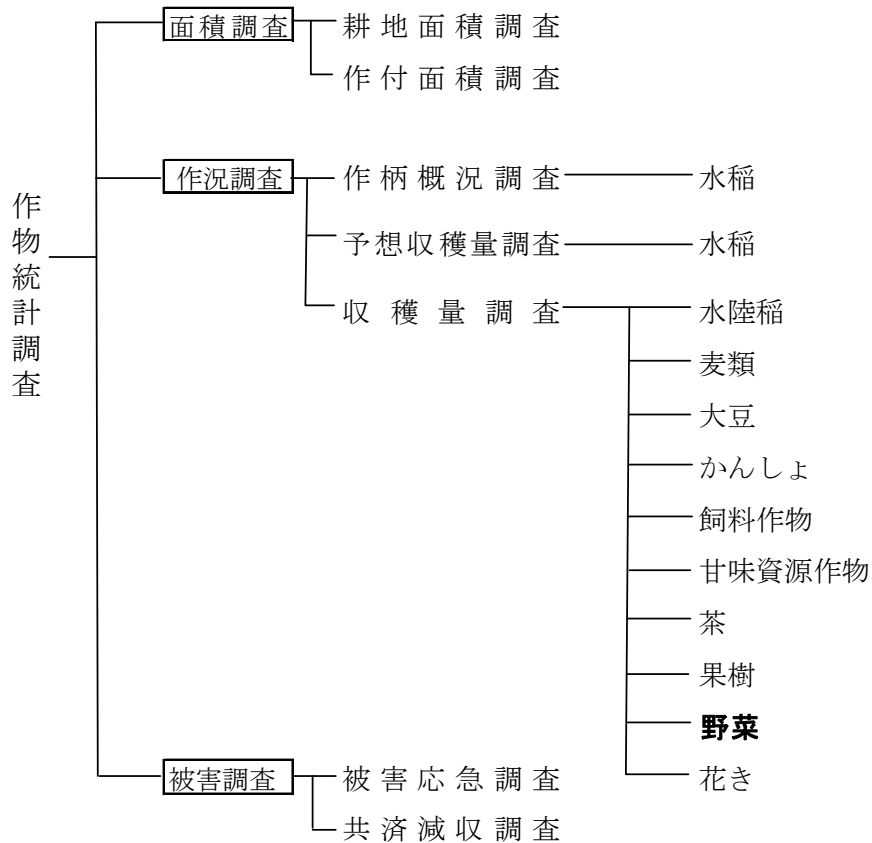 作物統計調査
面積調査
耕地面積調査
作付面積調査
作況調査
作柄概況調査
水稲
予想収穫量調査
水稲
収穫量調査
水陸稲
麦類
大豆
かんしょ
飼料作物
甘味資源作物
茶
果樹
野菜
花き
被害調査
被害応急調査
共済減収調査